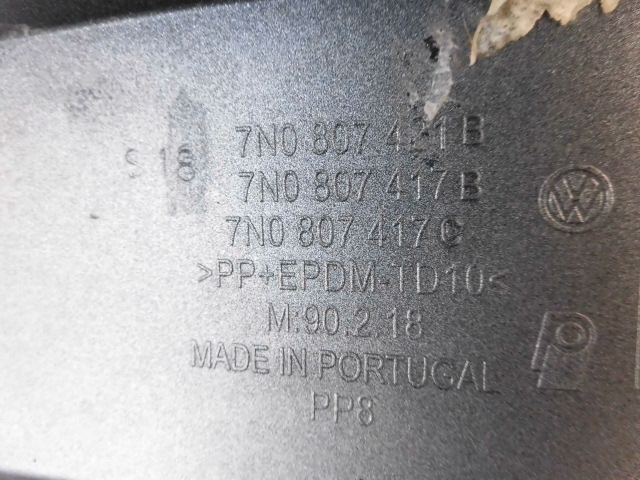 7N0 807 421 B
S 18
7N0 807 417 B
7N0 807 417 C
>PP+EPDM-TD10<
M:90.2.18
MADE IN PORTUGAL
PP8